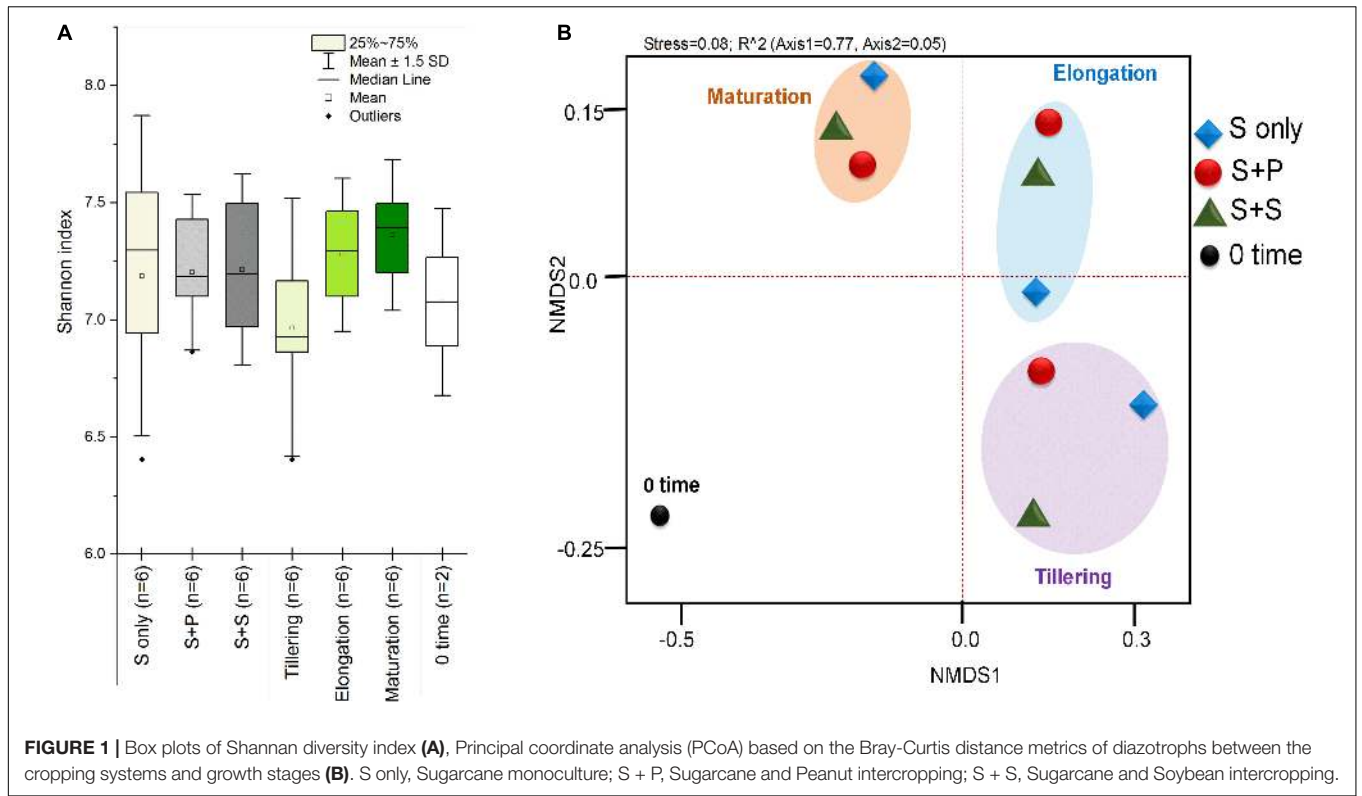 A
25%~75%
Mean ± 1.5 SD
Median Line
Mean
Outliers
Shannon index
8.0
7.5
7.0
6.5
6.0
S only (n=6)
S+P (n=6)
S+S (n=6)
Tillering (n=6)
Elongation (n=6)
Maturation (n=6)
0 time (n=2)
B
Stress=0.08; R^2 (Axis1=0.77, Axis2=0.05)
Maturation
Elongation
Tillering
0 time
S only
S+P
S+S
0 time
NMDS2
0.15
0.0
-0.25
-0.5
0.0
0.3
NMDS1
FIGURE 1 | Box plots of Shannan diversity index (A), Principal coordinate analysis (PCoA) based on the Bray-Curtis distance metrics of diazotrophs between the
cropping systems and growth stages (B). S only, Sugarcane monoculture; S + P, Sugarcane and Peanut intercropping; S + S, Sugarcane and Soybean intercropping.